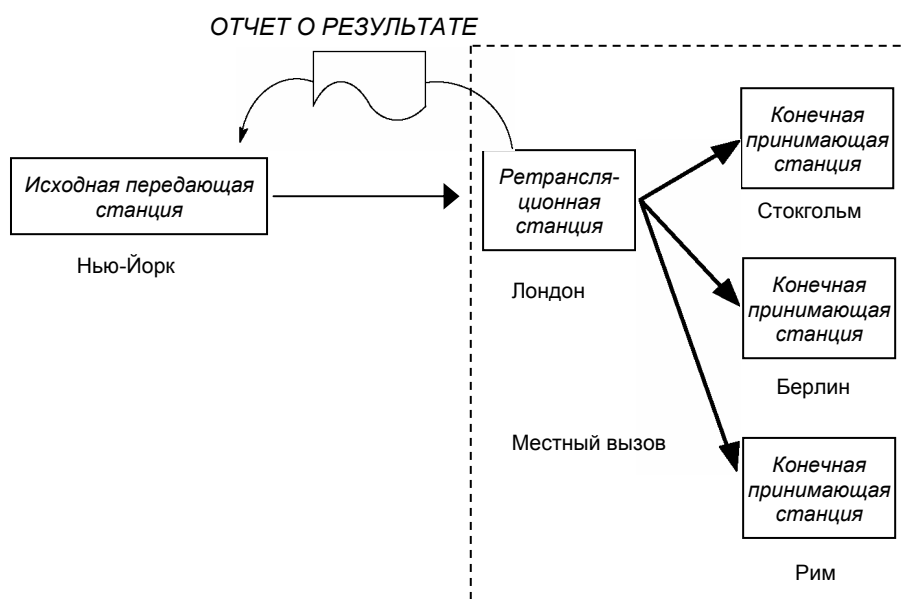 ОТЧЕТ О РЕЗУЛЬТАТЕ
Исходная передающая
станция
Нью-Йорк
Ретрансля-
ционная
станция
Лондон
Местный вызов
Конечная
принимающая
станция
Стокгольм
Конечная
принимающая
станция
Берлин
Конечная
принимающая
станция
Рим